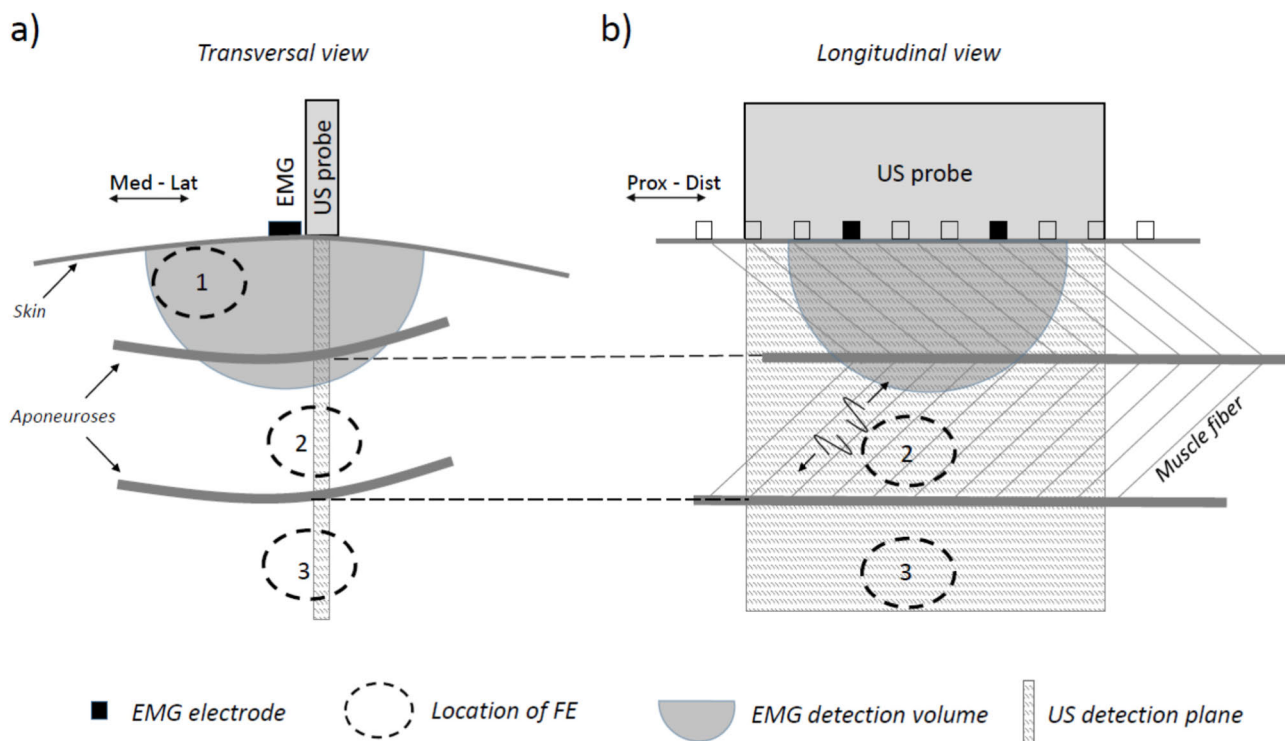 a)
Transversal view
EMG
US probe
Med - Lat
1
Skin
Aponeuroses
2
3
b)
Longitudinal view
US probe
Prox - Dist
2
Muscle fiber
3
EMG electrode
Location of FE
EMG detection volume
US detection plane